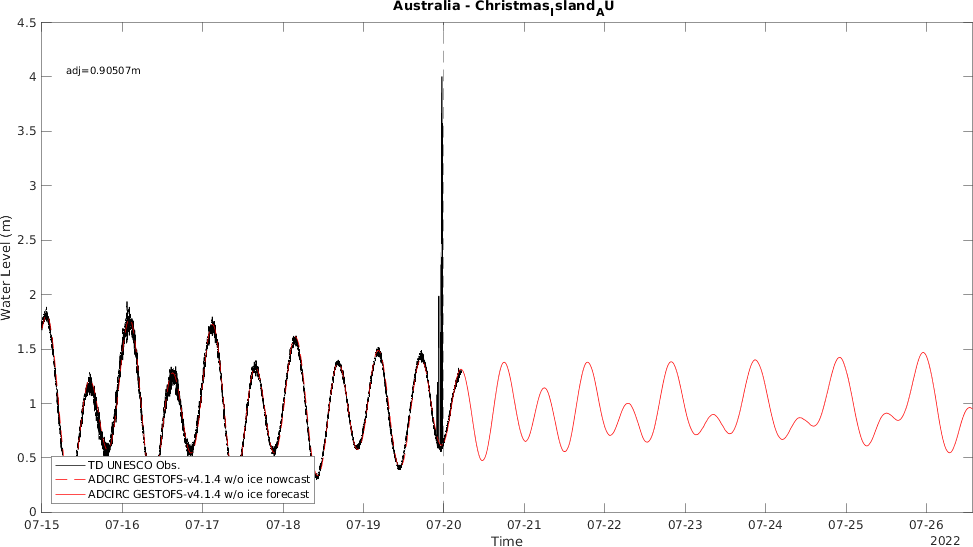 Australia - Christmas_Island_AU
4.5
adj=0.90507m
4
3.5
3
2.5
2
1.5
1
0.5
0
Water Level (m)
TD UNESCO Obs.
ADCIRC GESTOFS-v4.1.4 w/o ice nowcast
ADCIRC GESTOFS-v4.1.4 w/o ice forecast
07-15 07-16 07-17 07-18 07-19 07-20 07-21 07-22 07-23 07-24 07-25 07-26
Time
2022